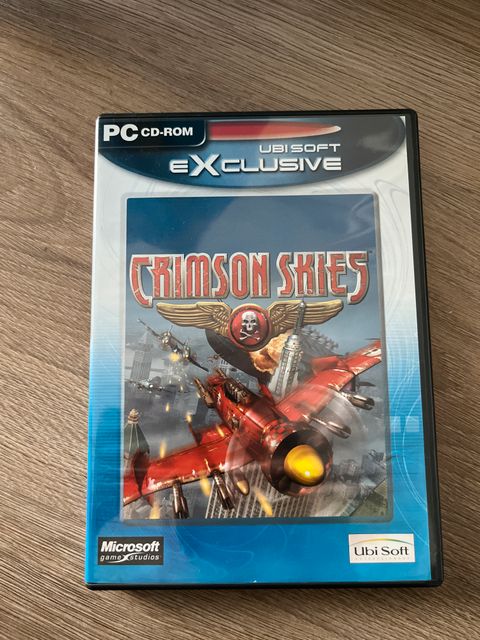 PC CD-ROM
UBI SOFT
eXCLUSIVE
CRIMSON SKIES
Microsoft
game studios
Ubi Soft